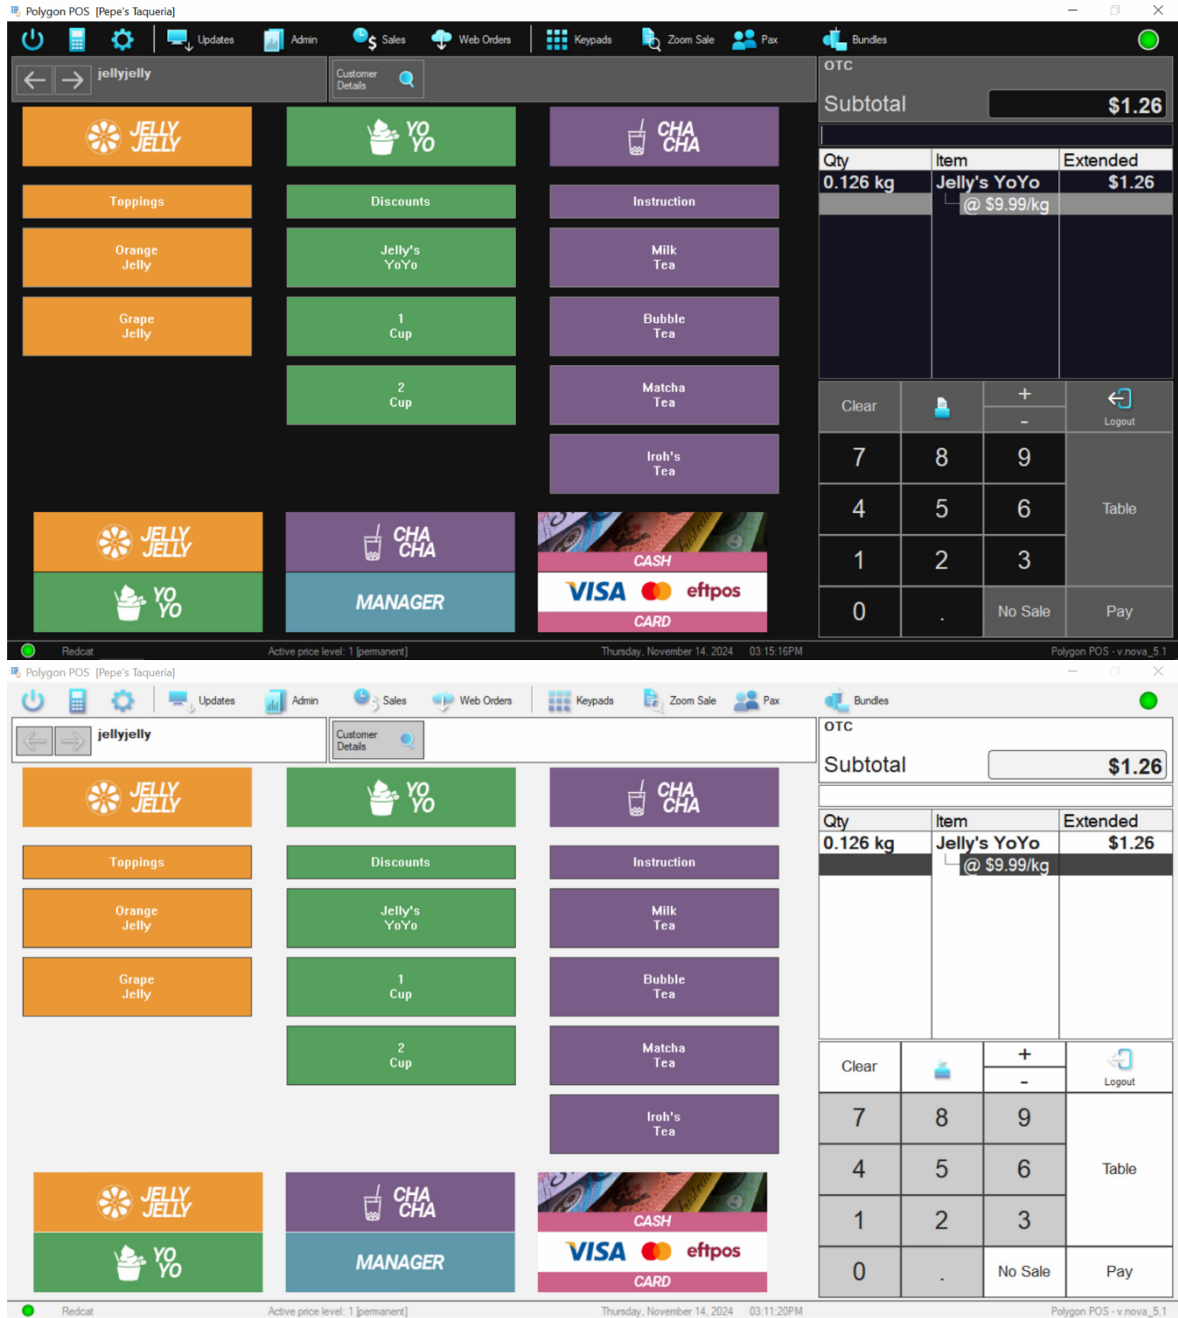 Polygon POS [Pepe's Taqueria]
Updates
Admin
Sales
Web Orders
Keypads
Zoom Sale
Pax
Bundles
jellyjelly
Customer
Details
OTC
Subtotal
$1.26
JELLY
JELLY
YO
YO
CHA
CHA
Qty Item Extended
0.126 kg Jelly's YoYo $1.26
@ $9.99/kg
Toppings
Discounts
Instruction
Orange
Jelly
Jelly's
YoYo
Milk
Tea
Grape
Jelly
1
Cup
Bubble
Tea
2
Cup
Matcha
Tea
Iroh's
Tea
Clear
+
-
Logout
7 8 9
4 5 6
Table
1 2 3
0 . No Sale Pay
JELLY
JELLY
CHA
CHA
CASH
YO
YO
MANAGER
VISA eftpos
CARD
Redcat
Active price level: 1 [permanent]
Thursday, November 14, 2024 03:15:16PM
Polygon POS - v.nova_5.1
Polygon POS [Pepe's Taqueria]
Updates
Admin
Sales
Web Orders
Keypads
Zoom Sale
Pax
Bundles
jellyjelly
Customer
Details
OTC
Subtotal
$1.26
JELLY
JELLY
YO
YO
CHA
CHA
Qty Item Extended
0.126 kg Jelly's YoYo $1.26
@ $9.99/kg
Toppings
Discounts
Instruction
Orange
Jelly
Jelly's
YoYo
Milk
Tea
Grape
Jelly
1
Cup
Bubble
Tea
2
Cup
Matcha
Tea
Iroh's
Tea
Clear
+
-
Logout
7 8 9
4 5 6
Table
1 2 3
0 . No Sale Pay
JELLY
JELLY
CHA
CHA
CASH
YO
YO
MANAGER
VISA eftpos
CARD
Redcat
Active price level: 1 [permanent]
Thursday, November 14, 2024 03:11:20PM
Polygon POS - v.nova_5.1